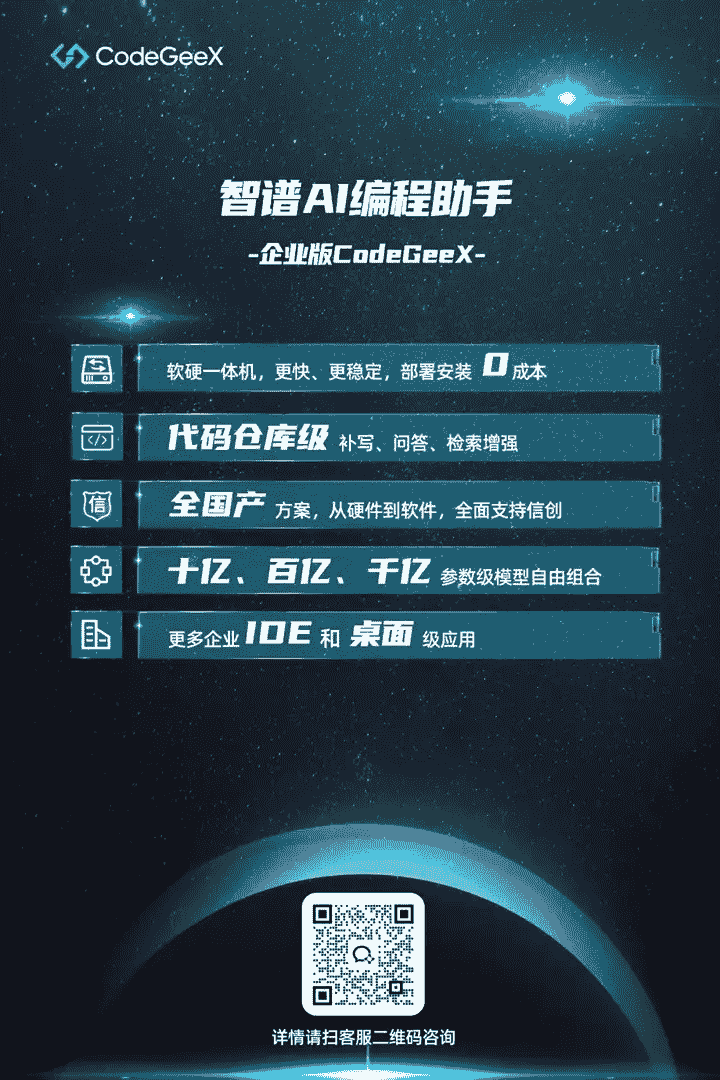 CodeGeeX
智谱AI编程助手
-企业版CodeGeeX-
软硬一体机，更快、更稳定，部署安装 0 成本
代码仓库级 补写、问答、检索增强
信
全国产 方案，从硬件到软件，全面支持信创
十亿、百亿、千亿 参数级模型自由组合
更多企业 IDE 和 桌面 级应用
详情请扫客服二维码咨询